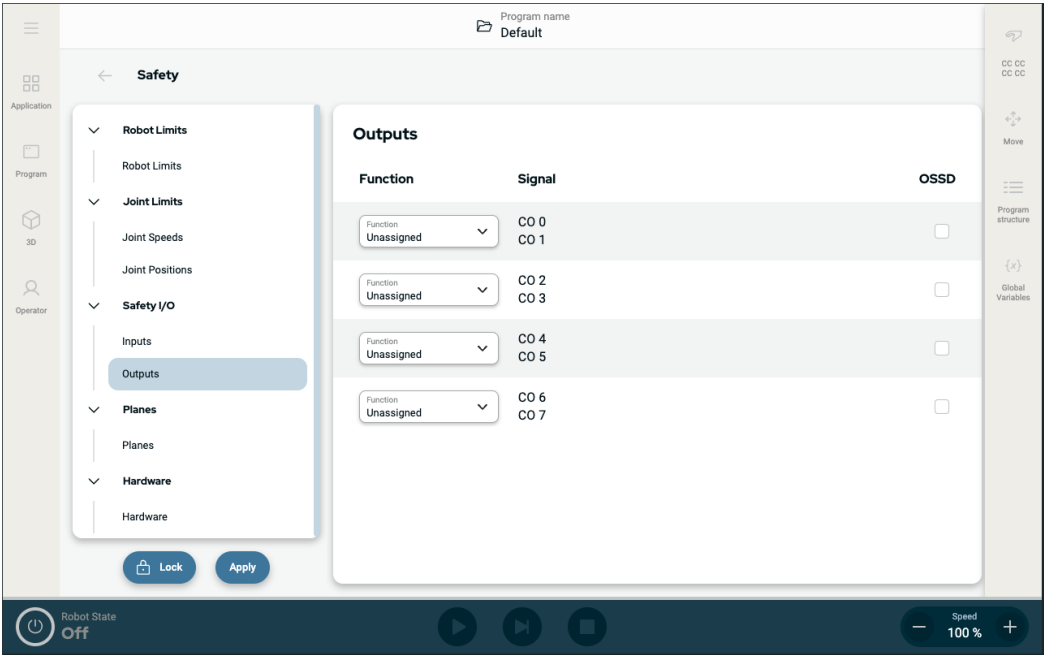 Program name
Default
Safety
Application
Program
3D
Operator
Robot Limits
Robot Limits
Joint Limits
Joint Speeds
Joint Positions
Safety I/O
Inputs
Outputs
Planes
Planes
Hardware
Hardware
Lock
Apply
Outputs
Function
Signal
OSSD
Function
Unassigned
CO 0
CO 1
Function
Unassigned
CO 2
CO 3
Function
Unassigned
CO 4
CO 5
Function
Unassigned
CO 6
CO 7
CC CC
CC CC
Move
Program
structure
{x}
Global
Variables
Robot State
Off
Speed
100 %